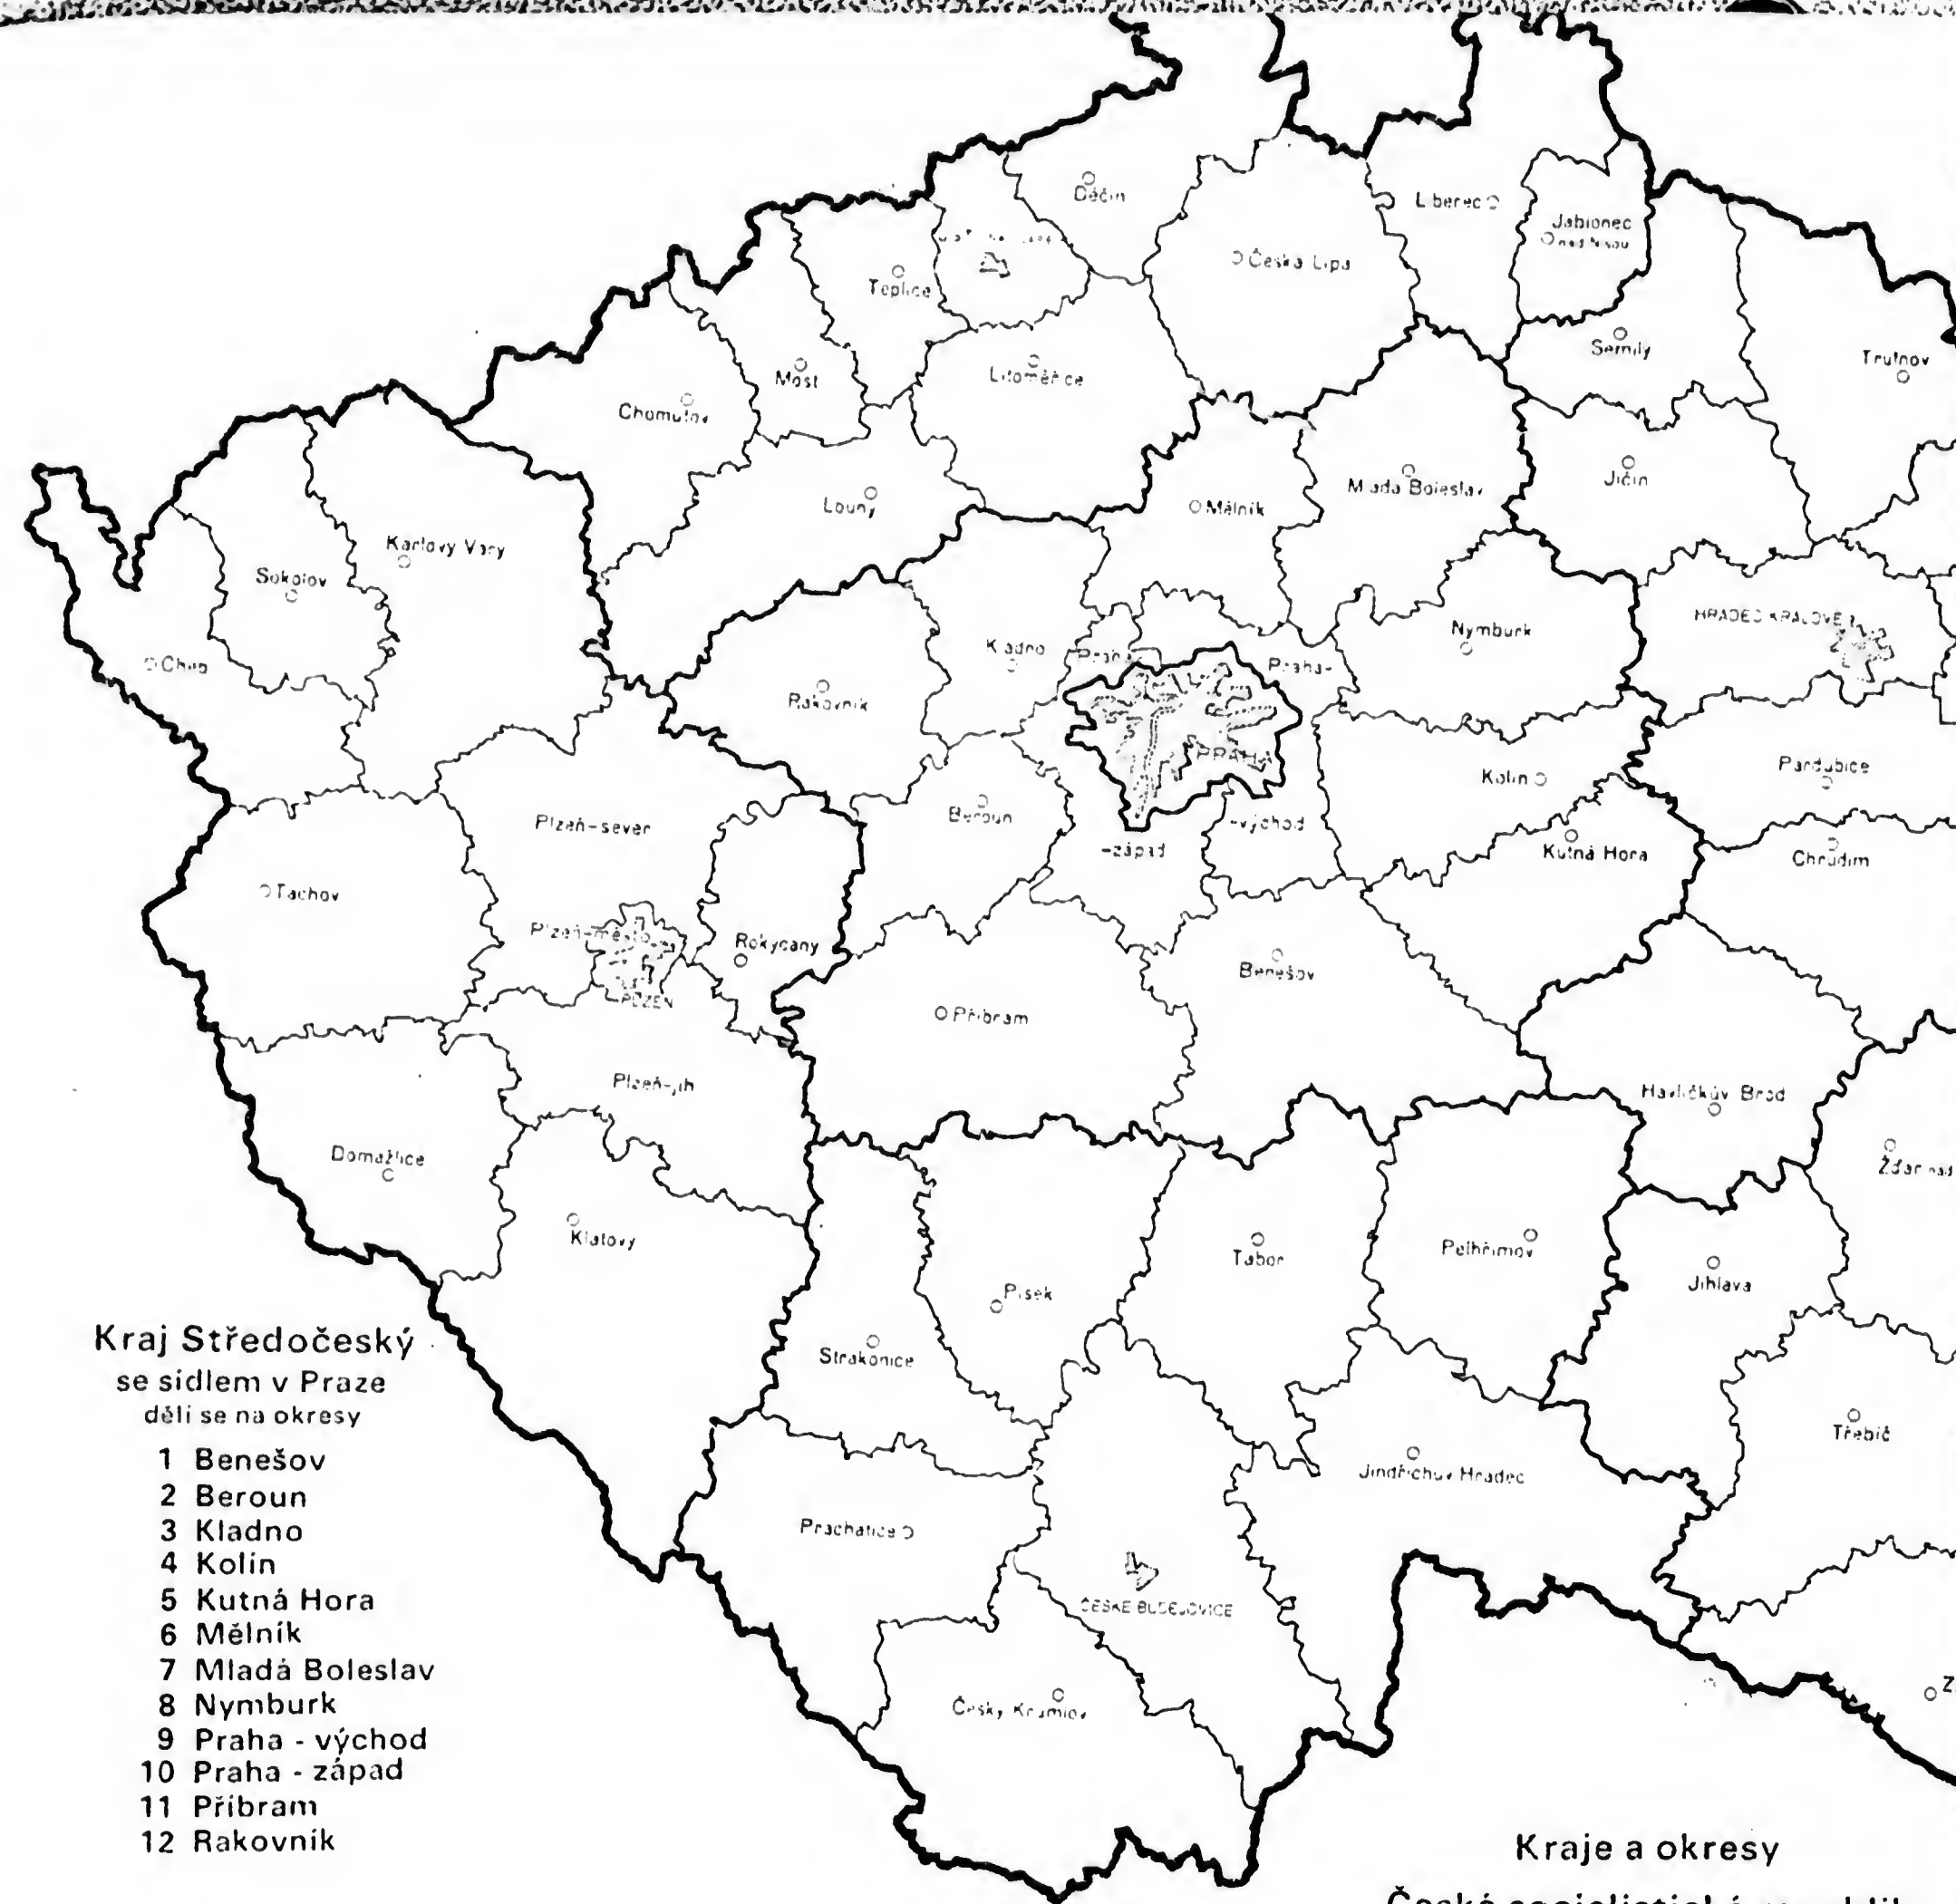 Děčín
Liberec
Jablonec
nad Nisou
Česká Lípa
Teplice
Semily
Trutnov
Most
Litoměřice
Chomutov
Jičín
Mladá Boleslav
Louny
Mělník
Karlovy Vary
Sokolov
HRADEC KRÁLOVÉ
Nymburk
Kladno
Praha-
Praha-
Cheb
Rakovník
PRAHA
Pardubice
Kolín
Beroun
-východ
Plzeň-sever
-západ
Kutná Hora
Chrudim
Tachov
Plzeň-město
Rokycany
Benešov
PLZEŇ
Příbram
Plzeň-jih
Havlíčkův Brod
Domažlice
Žďár nad
Klatovy
Tábor
Pelhřimov
Jihlava
Písek
Strakonice
Třebíč
Jindřichův Hradec
Prachatice
ČESKÉ BUDĚJOVICE
Český Krumlov
Kraj Středočeský
se sídlem v Praze
dělí se na okresy
1 Benešov
2 Beroun
3 Kladno
4 Kolín
5 Kutná Hora
6 Mělník
7 Mladá Boleslav
8 Nymburk
9 Praha - východ
10 Praha - západ
11 Příbram
12 Rakovník
Kraje a okresy